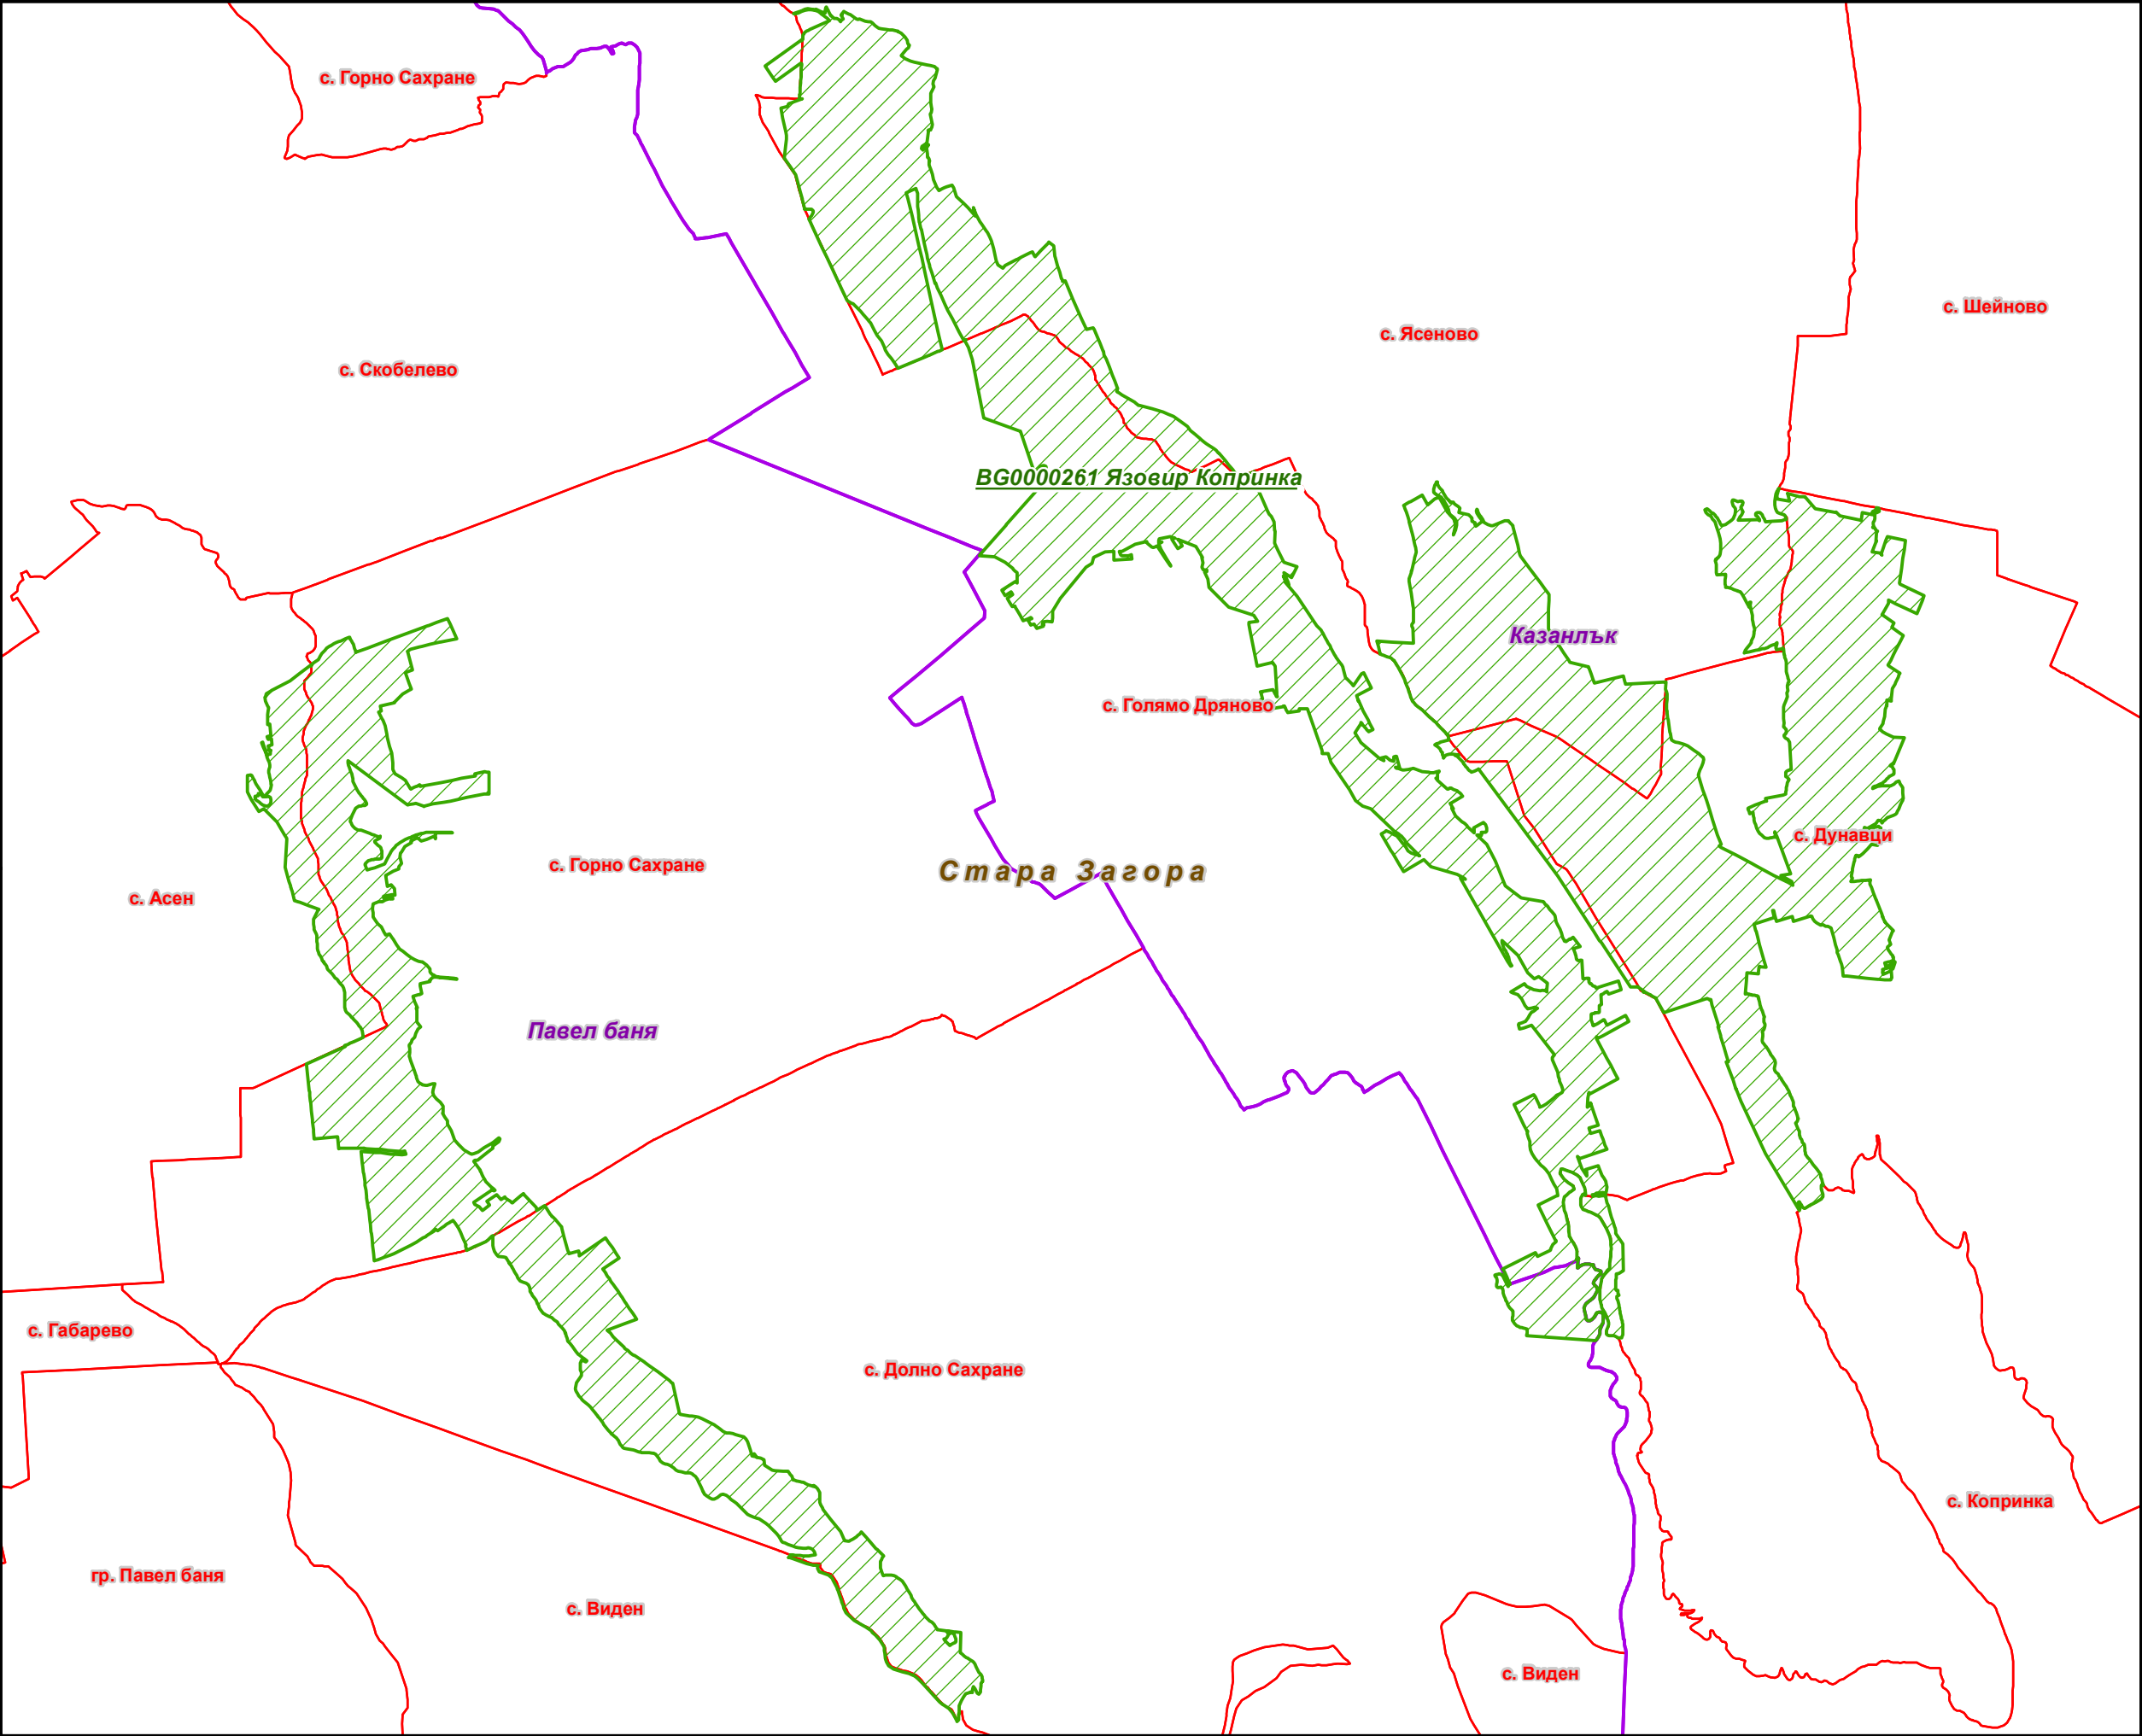 с. Горно Сахране
с. Шейново
с. Ясеново
с. Скобелево
BG0000261 Язовир Копринка
Казанлък
с. Голямо Дряново
с. Дунавци
с. Горно Сахране
Стара Загора
с. Асен
Павел баня
с. Габарево
с. Долно Сахране
с. Копринка
гр. Павел баня
с. Виден
с. Виден